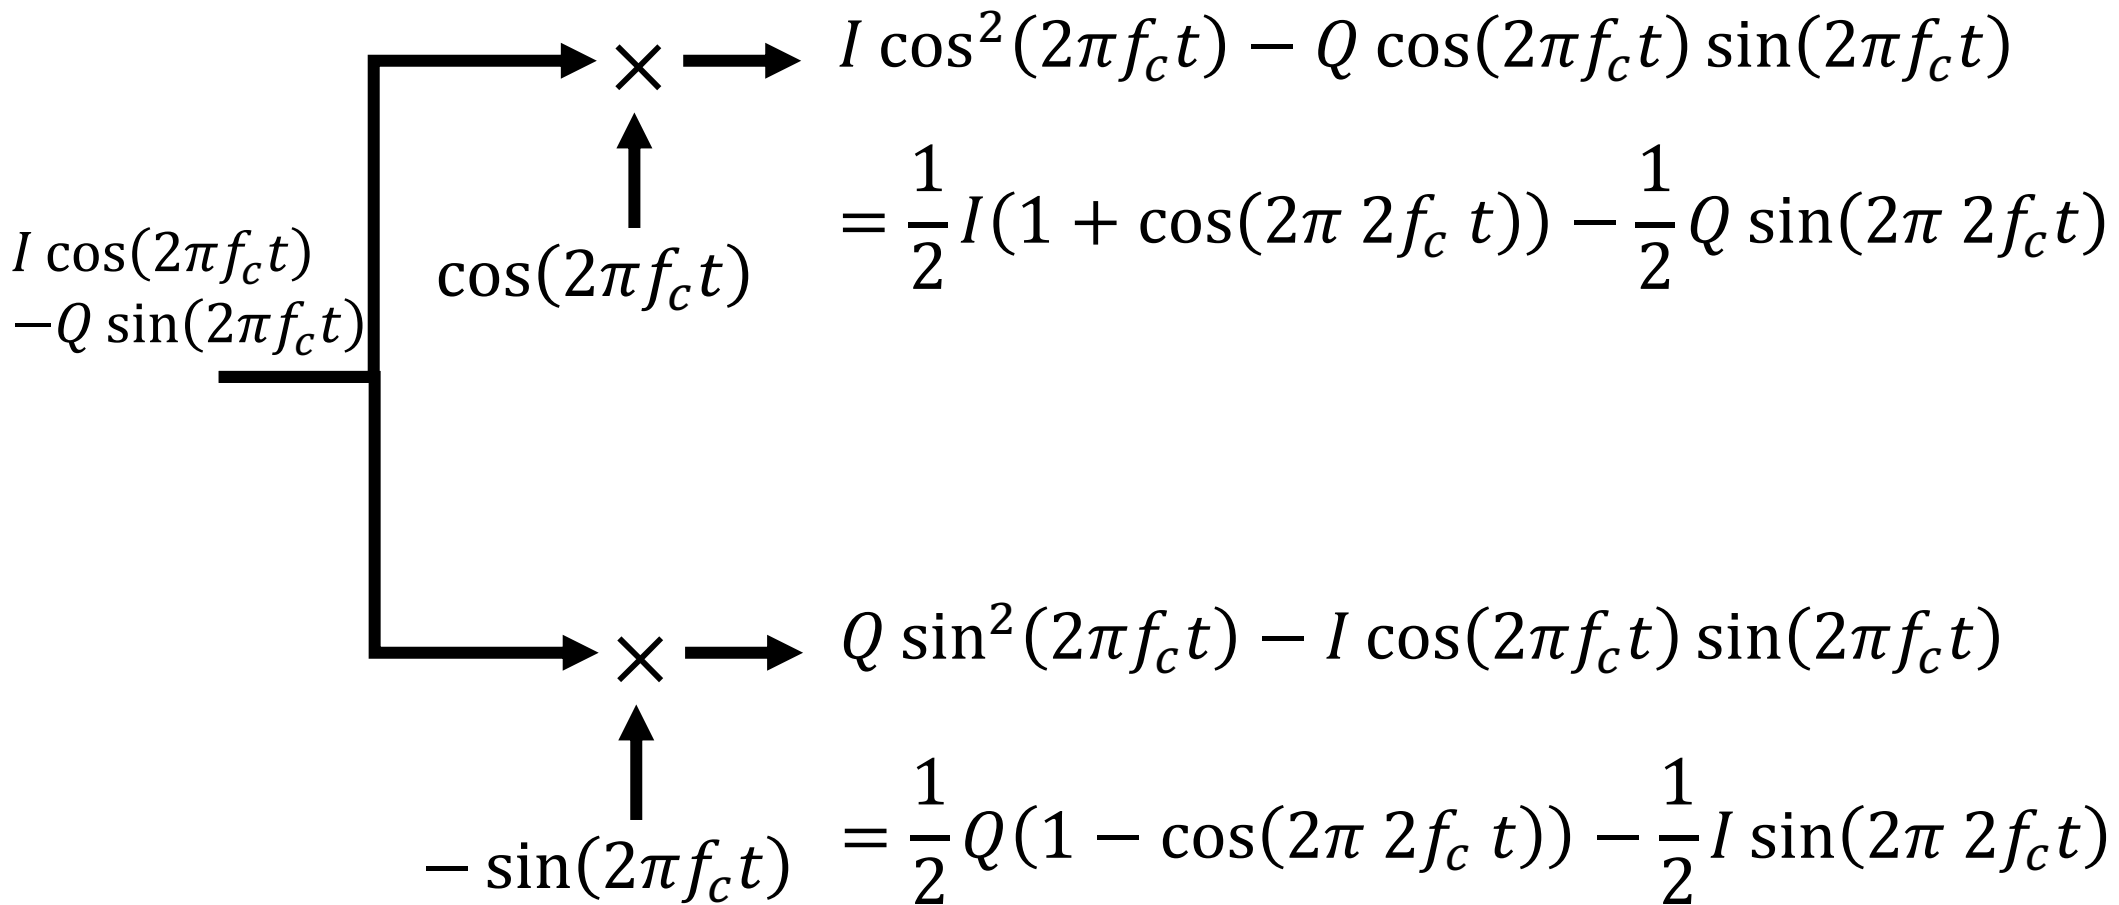 I cos²(2πf_c t) − Q cos(2πf_c t) sin(2πf_c t)
×
= 1/2 I(1 + cos(2π 2f_c t)) − 1/2 Q sin(2π 2f_c t)
I cos(2πf_c t)
−Q sin(2πf_c t)
cos(2πf_c t)
Q sin²(2πf_c t) − I cos(2πf_c t) sin(2πf_c t)
×
= 1/2 Q(1 − cos(2π 2f_c t)) − 1/2 I sin(2π 2f_c t)
− sin(2πf_c t)